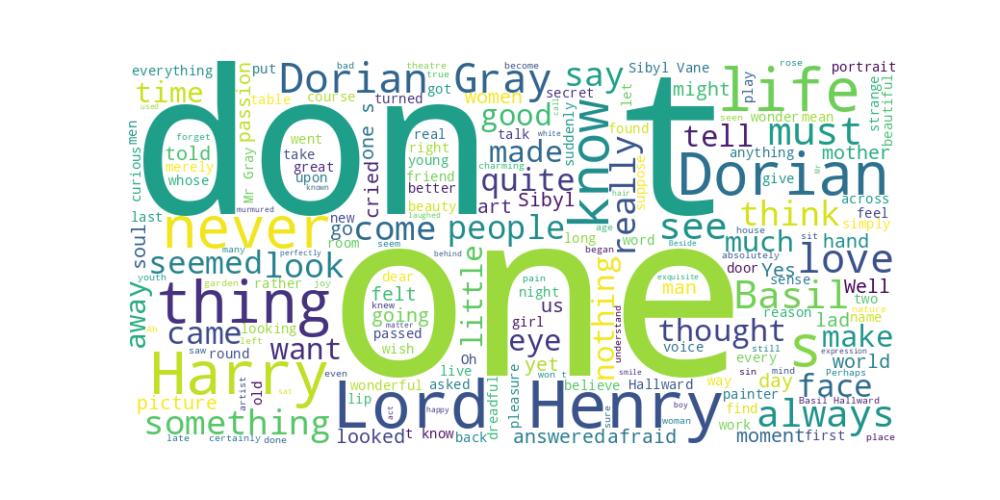 everything
put
Dorian Gray
bad
got
theatre
true
become
say
Sibyl Vane
let
rose
portrait
time
used
men
passion
table
course
s
turned
women
secret
good
might
life
play
strange
beautiful
don t
forget
told
merely
whose
curious
Mr Gray
went
take
great
upon
known
cried
one
real
right
young
friend
better
beauty
talk
white
call
suddenly
know
found
seen
wonder
mean
made
charming
quite
art
Sibyl
really
suppose
hair
tell
must
anything
mother
Dorian
give
Mr
across
feel
simply
think
last
murmured
never
new
go
room
come
seem
laughed
people
age
long
word
see
house
Beside
much
sit
hand
soul
many
perfectly
seemed
look
behind
little
began
nothing
absolutely
door
Yes
sense
love
Well
youth
garden
rather
joy
thing
one
dear
felt
going
knew
matter
passed
wish
pain
night
us
girl
eye
yet
exquisite
man
understand
Basil
two
nature
reason
lad
name
away
Ah
came
looking
left
want
saw
round
Oh
live
thought
voice
every
still
s
make
expression
world
Harry
even
artist
old
sat
wonderful
lip
asked
dreadful
pleasure
won t
smile
believe
Hallward
way
sin
mind
day
Perhaps
face
picture
something
act
Lord Henry
happy
sure
boy
woman
painter
find
work
Basil Hallward
always
late
certainly
done
looked
t know
back
answered
afraid
moment
first
place